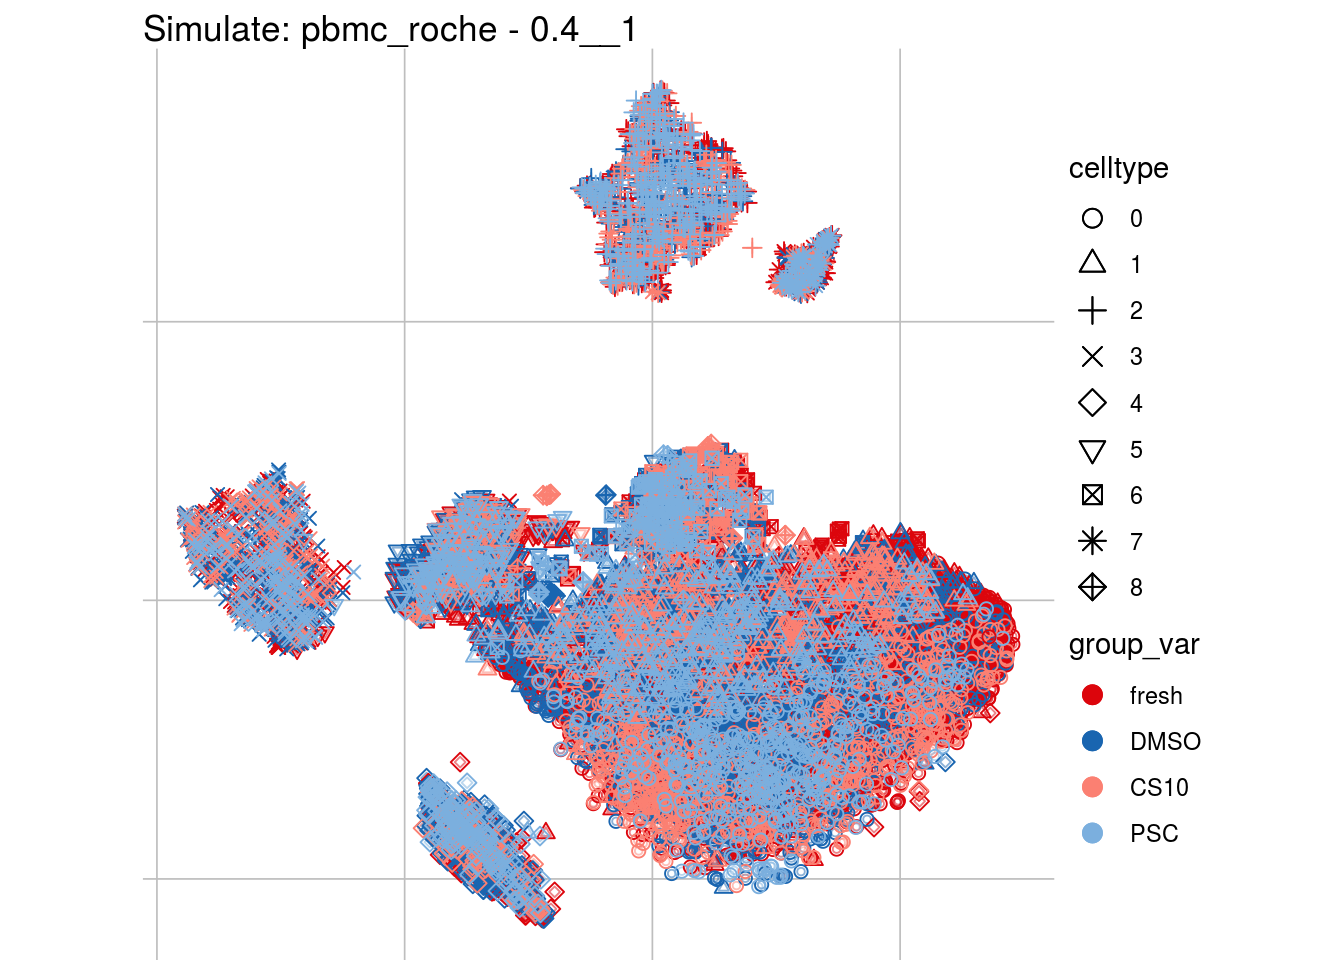 Simulate: pbmc_roche - 0.4__1
celltype
0
1
2
3
4
5
6
7
8
group_var
fresh
DMSO
CS10
PSC